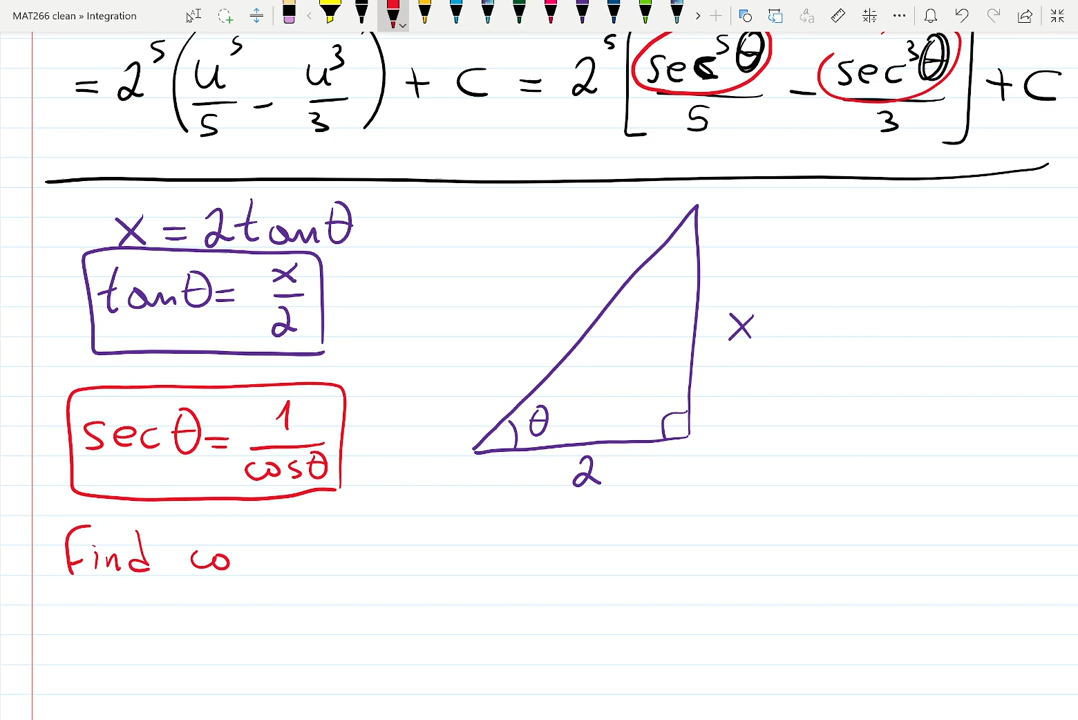 MAT266 clean » Integration
= 2^5 (u^5/5 - u^3/3) + C = 2^5 [sec^5θ/5 - sec^3θ/3] + C
x = 2tanθ
tanθ = x/2
x
secθ = 1/cosθ
θ
2
Find co